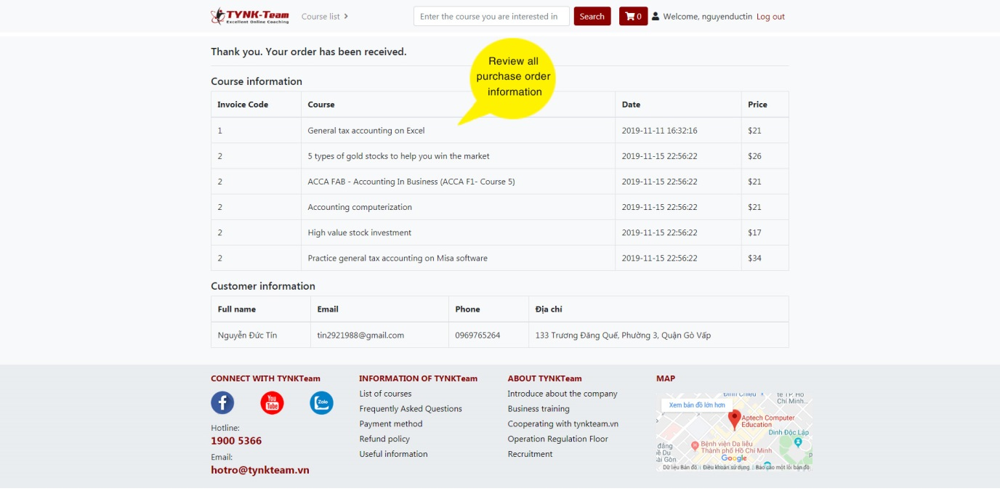 TYNK-Team
Excellent Online Coaching
Course list
Enter the course you are interested in
Search
0
Welcome, nguyenductin
Log out
Thank you. Your order has been received.
Review all
purchase order
information
Course information
Invoice Code Course Date Price
1 General tax accounting on Excel 2019-11-11 16:32:16 $21
2 5 types of gold stocks to help you win the market 2019-11-15 22:56:22 $26
2 ACCA FAB - Accounting In Business (ACCA F1- Course 5) 2019-11-15 22:56:22 $21
2 Accounting computerization 2019-11-15 22:56:22 $21
2 High value stock investment 2019-11-15 22:56:22 $17
2 Practice general tax accounting on Misa software 2019-11-15 22:56:22 $34
Customer information
Full name Email Phone Địa chỉ
Nguyễn Đức Tín tin2921988@gmail.com 0969765264 133 Trương Đăng Quế, Phường 3, Quận Gò Vấp
CONNECT WITH TYNKTeam
You
Tube
Zalo
Hotline:
1900 5366
Email:
hotro@tynkteam.vn
INFORMATION OF TYNKTeam
List of courses
Frequently Asked Questions
Payment method
Refund policy
Useful information
ABOUT TYNKTeam
Introduce about the company
Business training
Cooperating with tynkteam.vn
Operation Regulation Floor
Recruitment
MAP
Xem bản đồ lớn hơn
Chí Minh...
Aptech Computer
Education
Dinh Độc Lập
Bệnh viện Da liễu
Thành phố Hồ Chí Minh
Sài Gòn
Google
Dữ liệu Bản đồ Điều khoản sử dụng Báo cáo một lỗi bản đồ